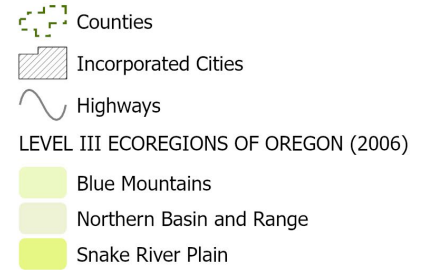 Counties
Incorporated Cities
Highways
LEVEL III ECOREGIONS OF OREGON (2006)
Blue Mountains
Northern Basin and Range
Snake River Plain